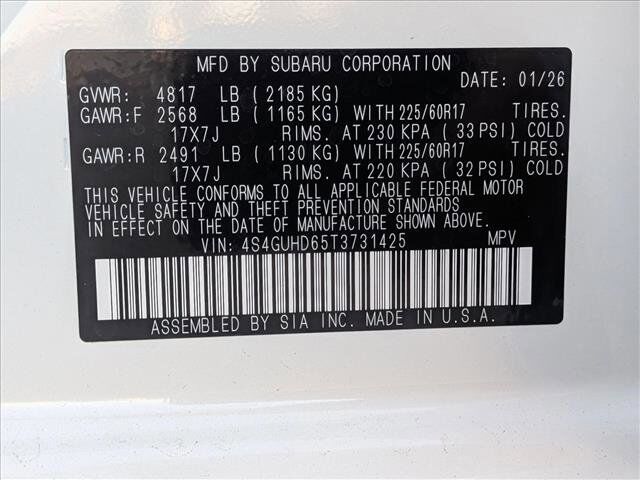 MFD BY SUBARU CORPORATION
DATE: 01/26
GVWR: 4817 LB (2185 KG)
GAWR:F 2568 LB (1165 KG) WITH 225/60R17 TIRES.
17X7J RIMS. AT 230 KPA (33 PSI) COLD
GAWR:R 2491 LB (1130 KG) WITH 225/60R17 TIRES.
17X7J RIMS. AT 220 KPA (32 PSI) COLD
THIS VEHICLE CONFORMS TO ALL APPLICABLE FEDERAL MOTOR
VEHICLE SAFETY AND THEFT PREVENTION STANDARDS
IN EFFECT ON THE DATE OF MANUFACTURE SHOWN ABOVE.
VIN: 4S4GUHD65T3731425 MPV
ASSEMBLED BY SIA INC. MADE IN U.S.A.